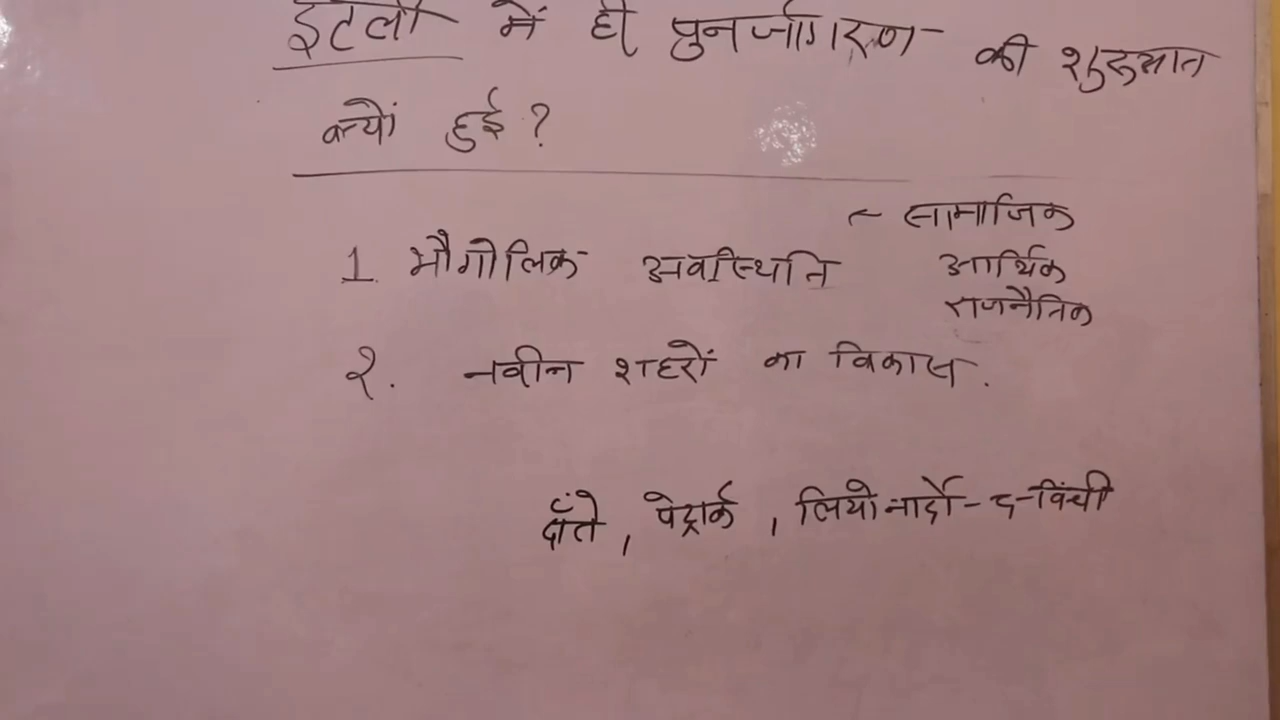 इटली में ही पुनर्जागरण की शुरुआत
क्यों हुई ?
1. भौगोलिक अवस्थिति ← सामाजिक
आर्थिक
राजनैतिक
2. नवीन शहरों का विकास .
दाँते , पेट्रार्क , लियोनार्दो-द-विंची